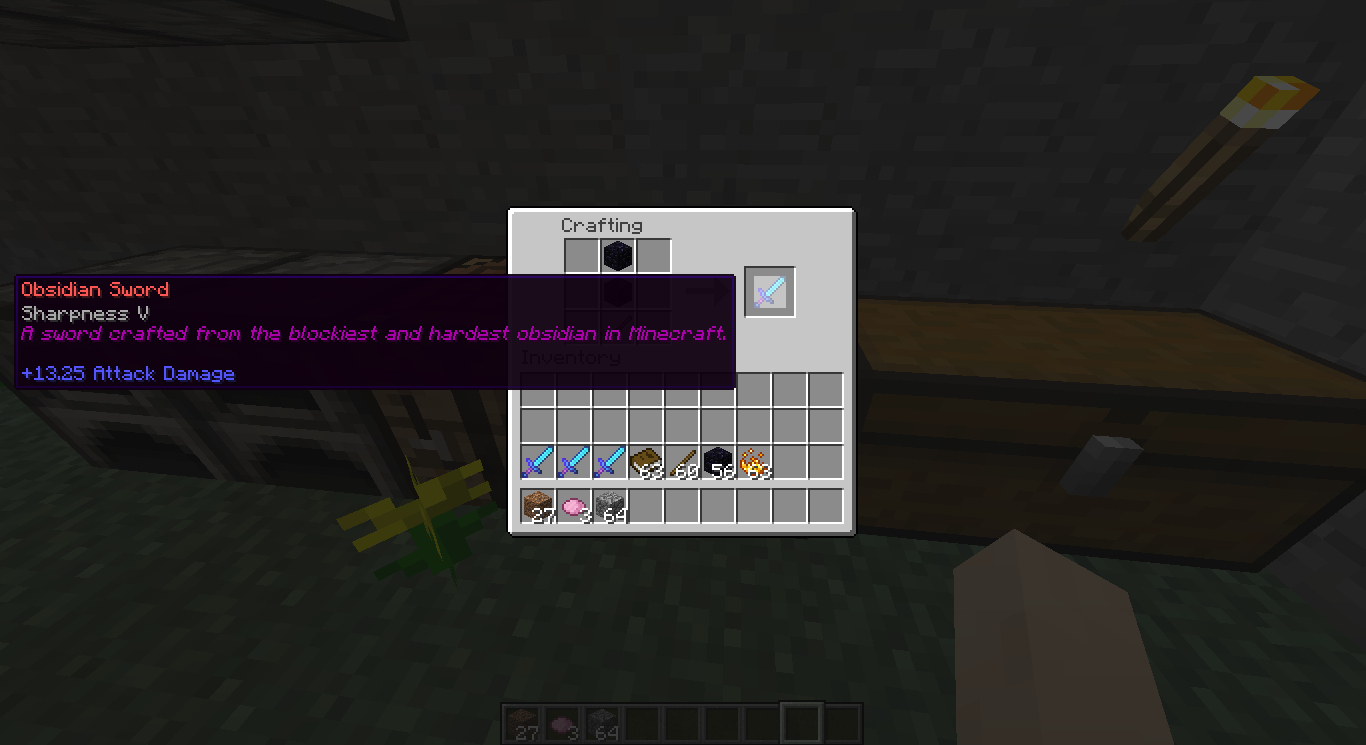 Crafting
Obsidian Sword
Sharpness V
A sword crafted from the blockiest and hardest obsidian in Minecraft.
Inventory
+13.25 Attack Damage
63 60 56 63
27 3 64
27 3 64